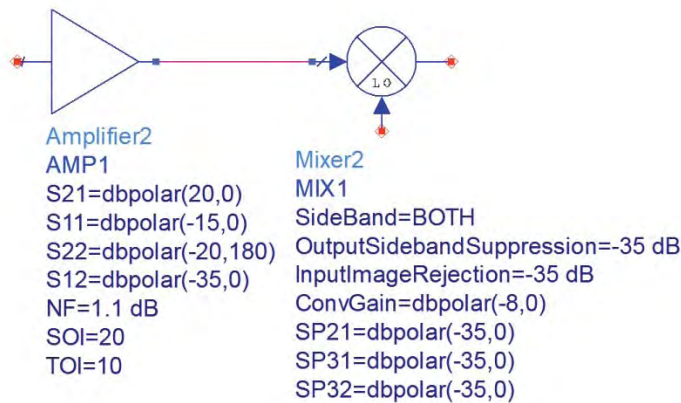 LO
Amplifier2
AMP1
S21=dbpolar(20,0)
S11=dbpolar(-15,0)
S22=dbpolar(-20,180)
S12=dbpolar(-35,0)
NF=1.1 dB
SOI=20
TOI=10
Mixer2
MIX1
SideBand=BOTH
OutputSidebandSuppression=-35 dB
InputImageRejection=-35 dB
ConvGain=dbpolar(-8,0)
SP21=dbpolar(-35,0)
SP31=dbpolar(-35,0)
SP32=dbpolar(-35,0)